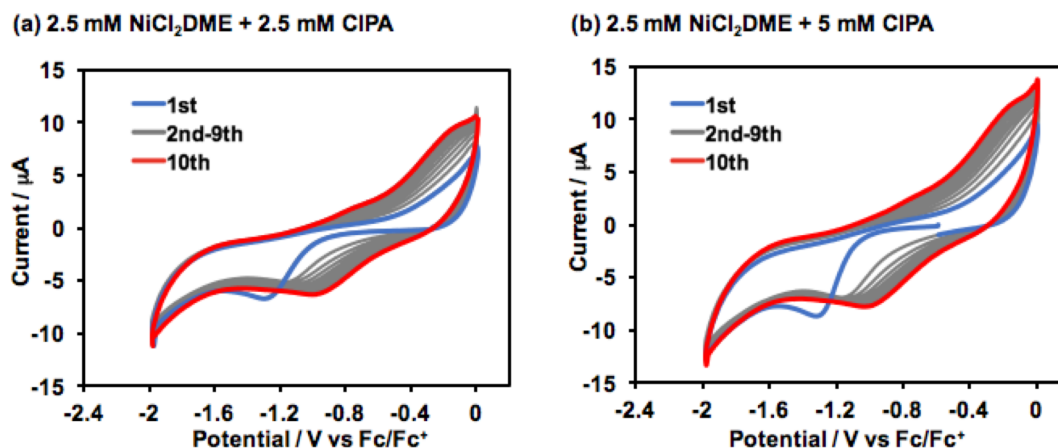 (a) 2.5 mM NiCl₂DME + 2.5 mM ClPA
15
10
5
0
-5
-10
-15
Current / μA
1st
2nd-9th
10th
-2.4 -2 -1.6 -1.2 -0.8 -0.4 0
Potential / V vs Fc/Fc⁺
(b) 2.5 mM NiCl₂DME + 5 mM ClPA
15
10
5
0
-5
-10
-15
Current / μA
1st
2nd-9th
10th
-2.4 -2 -1.6 -1.2 -0.8 -0.4 0
Potential / V vs Fc/Fc⁺